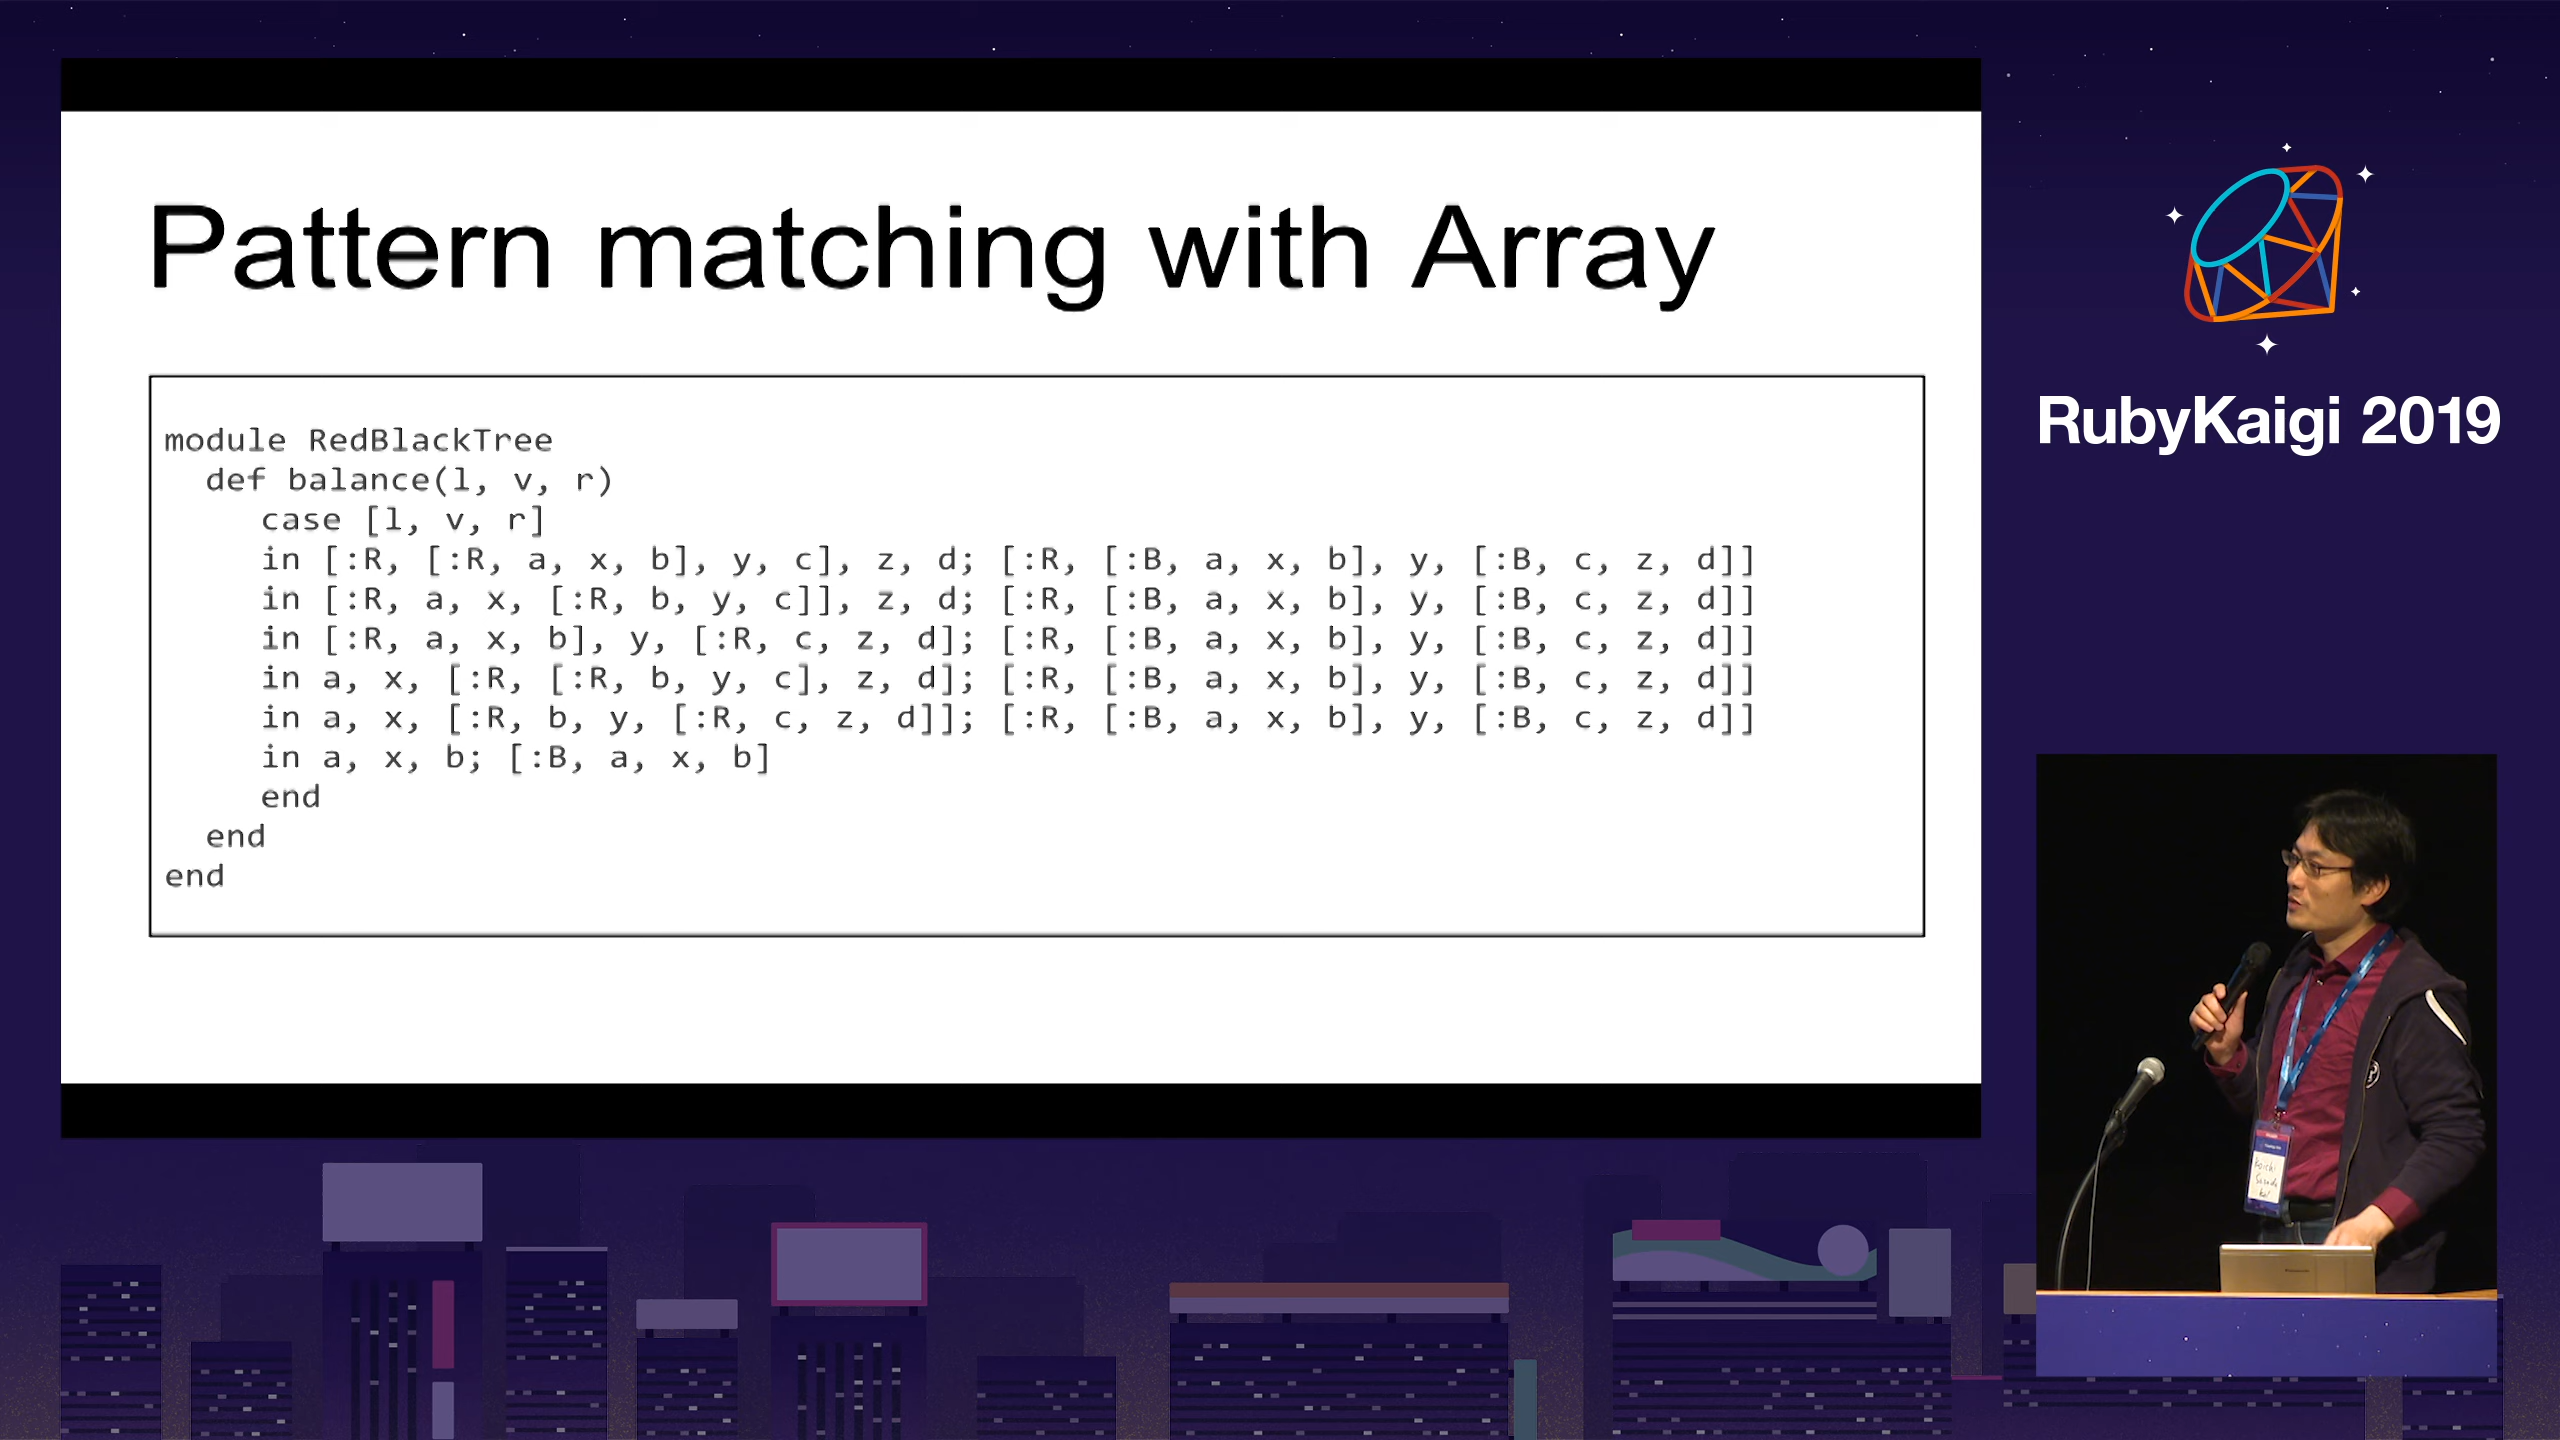 Pattern matching with Array
module RedBlackTree
def balance(l, v, r)
case [l, v, r]
in [:R, [:R, a, x, b], y, c], z, d; [:R, [:B, a, x, b], y, [:B, c, z, d]]
in [:R, a, x, [:R, b, y, c]], z, d; [:R, [:B, a, x, b], y, [:B, c, z, d]]
in [:R, a, x, b], y, [:R, c, z, d]; [:R, [:B, a, x, b], y, [:B, c, z, d]]
in a, x, [:R, [:R, b, y, c], z, d]; [:R, [:B, a, x, b], y, [:B, c, z, d]]
in a, x, [:R, b, y, [:R, c, z, d]]; [:R, [:B, a, x, b], y, [:B, c, z, d]]
in a, x, b; [:B, a, x, b]
end
end
end
RubyKaigi 2019
Koichi